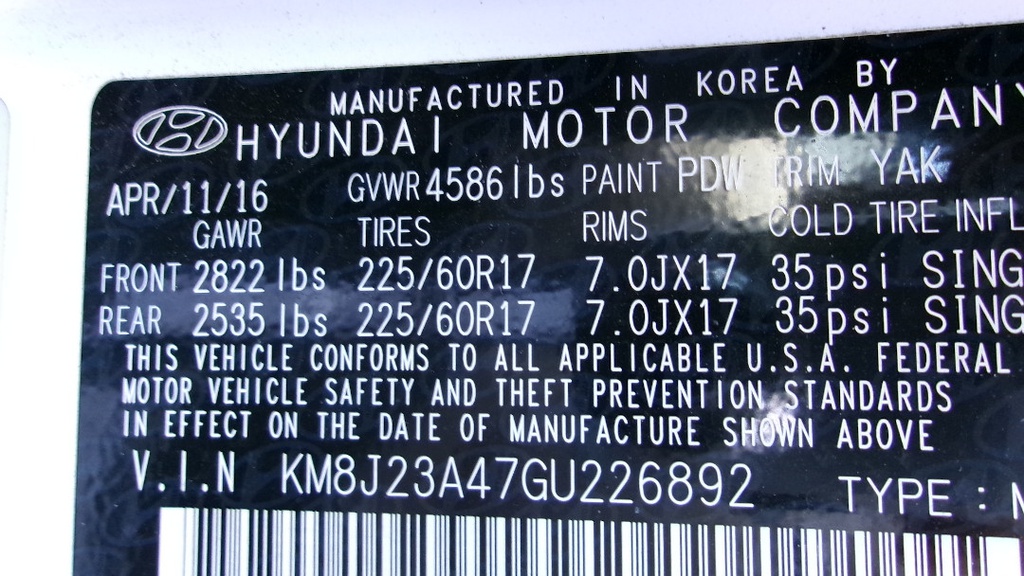 MANUFACTURED IN KOREA BY
HYUNDAI MOTOR COMPANY
APR/11/16 GVWR 4586 lbs PAINT PDW TRIM YAK
GAWR TIRES RIMS COLD TIRE INFL
FRONT 2822 lbs 225/60R17 7.0JX17 35psi SING
REAR 2535 lbs 225/60R17 7.0JX17 35psi SING
THIS VEHICLE CONFORMS TO ALL APPLICABLE U.S.A. FEDERAL
MOTOR VEHICLE SAFETY AND THEFT PREVENTION STANDARDS
IN EFFECT ON THE DATE OF MANUFACTURE SHOWN ABOVE
V.I.N KM8J23A47GU226892 TYPE :